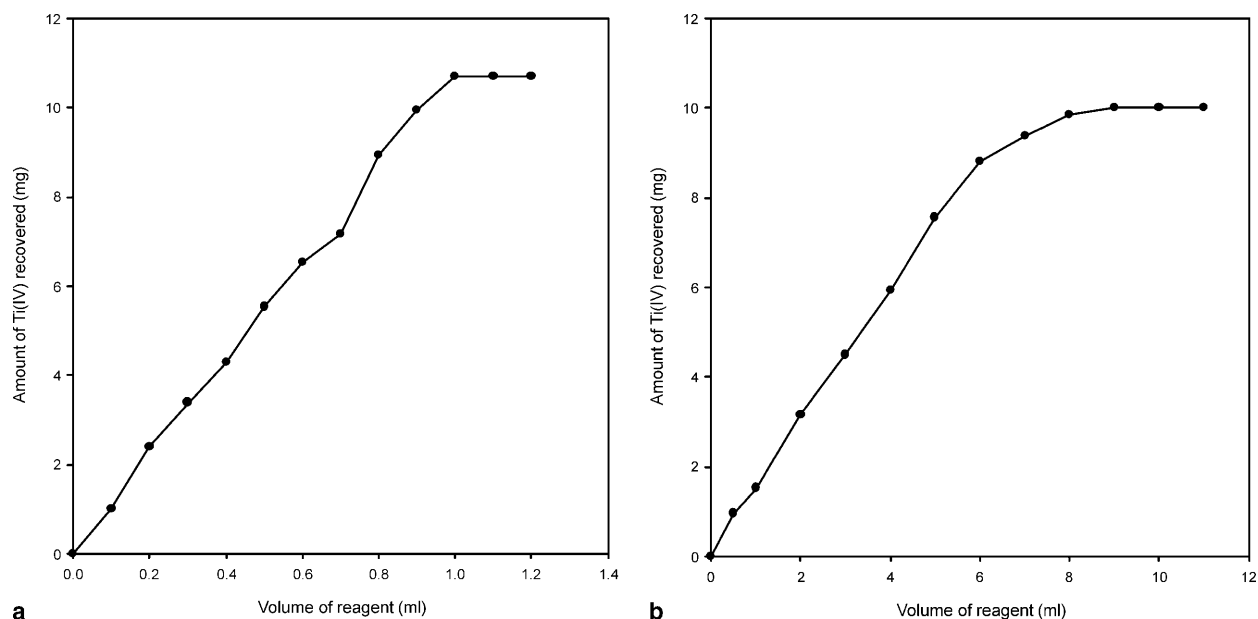 12
10
8
6
4
2
0
Amount of Ti(IV) recovered (mg)
0.0 0.2 0.4 0.6 0.8 1.0 1.2 1.4
Volume of reagent (ml)
a
12
10
8
6
4
2
0
Amount of Ti(IV) recovered (mg)
0 2 4 6 8 10 12
Volume of reagent (ml)
b